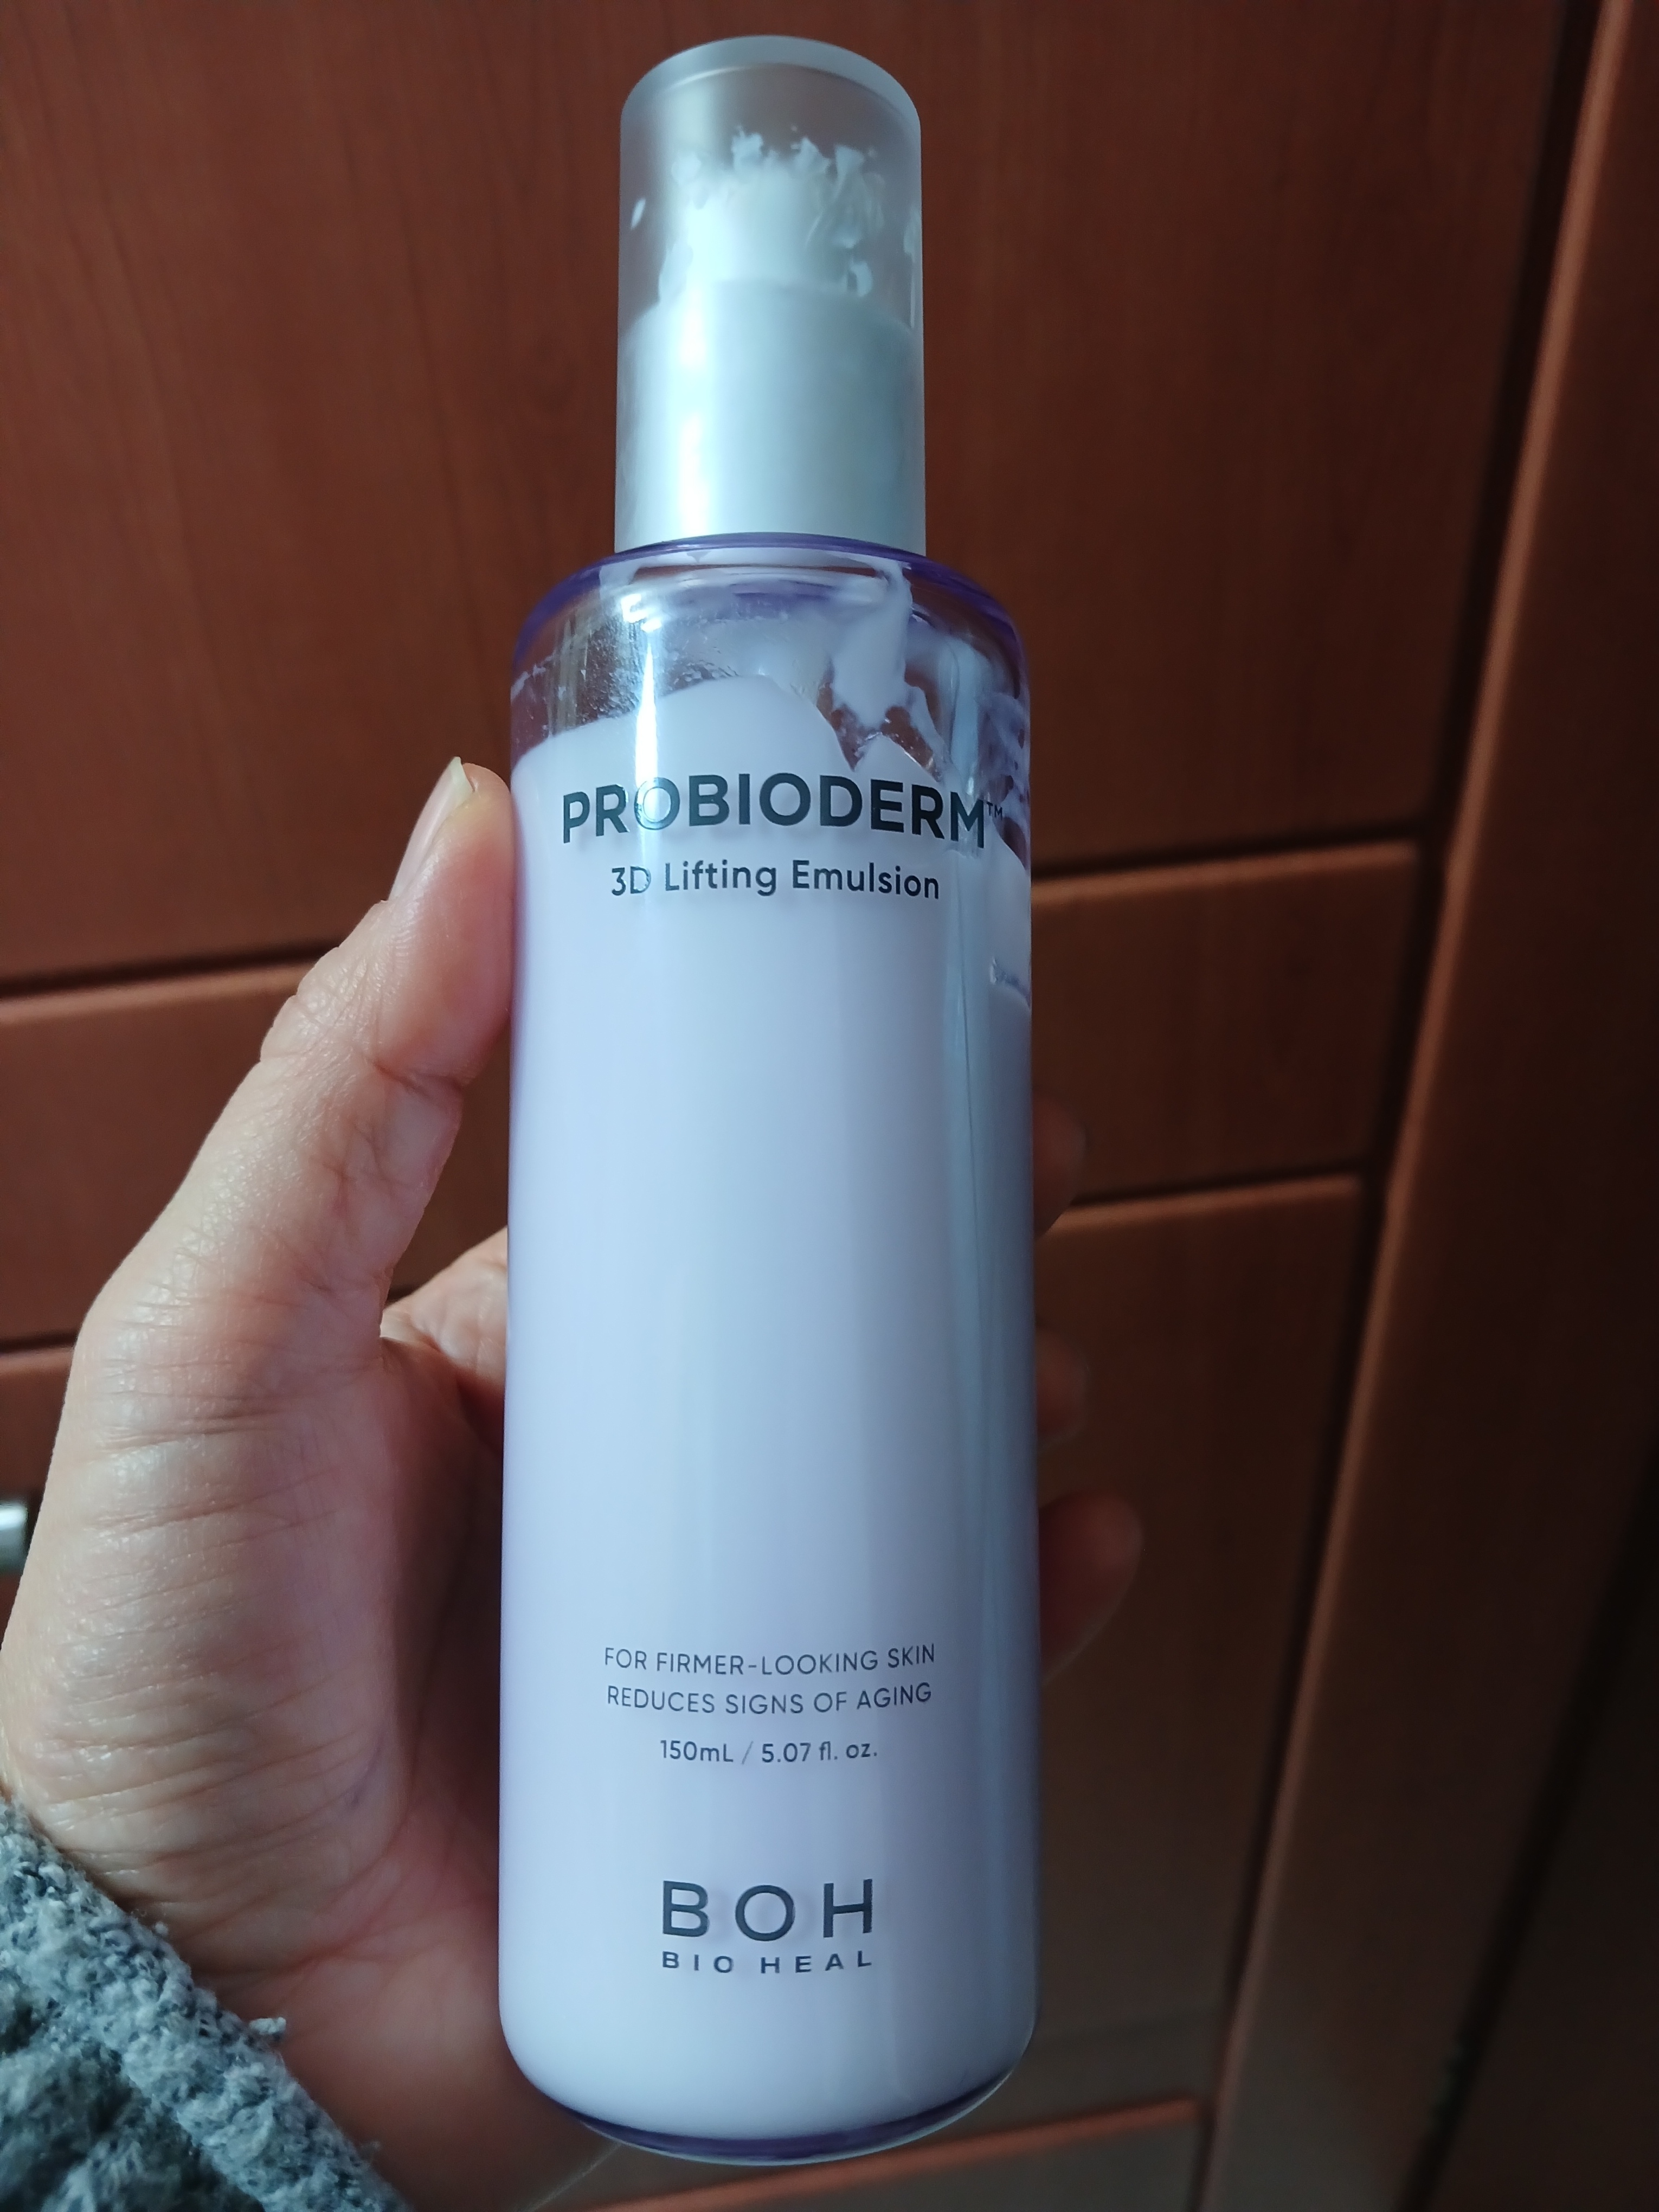 PROBIODERM™
3D Lifting Emulsion
FOR FIRMER-LOOKING SKIN
REDUCES SIGNS OF AGING
150mL / 5.07 fl. oz.
BOH
BIO HEAL